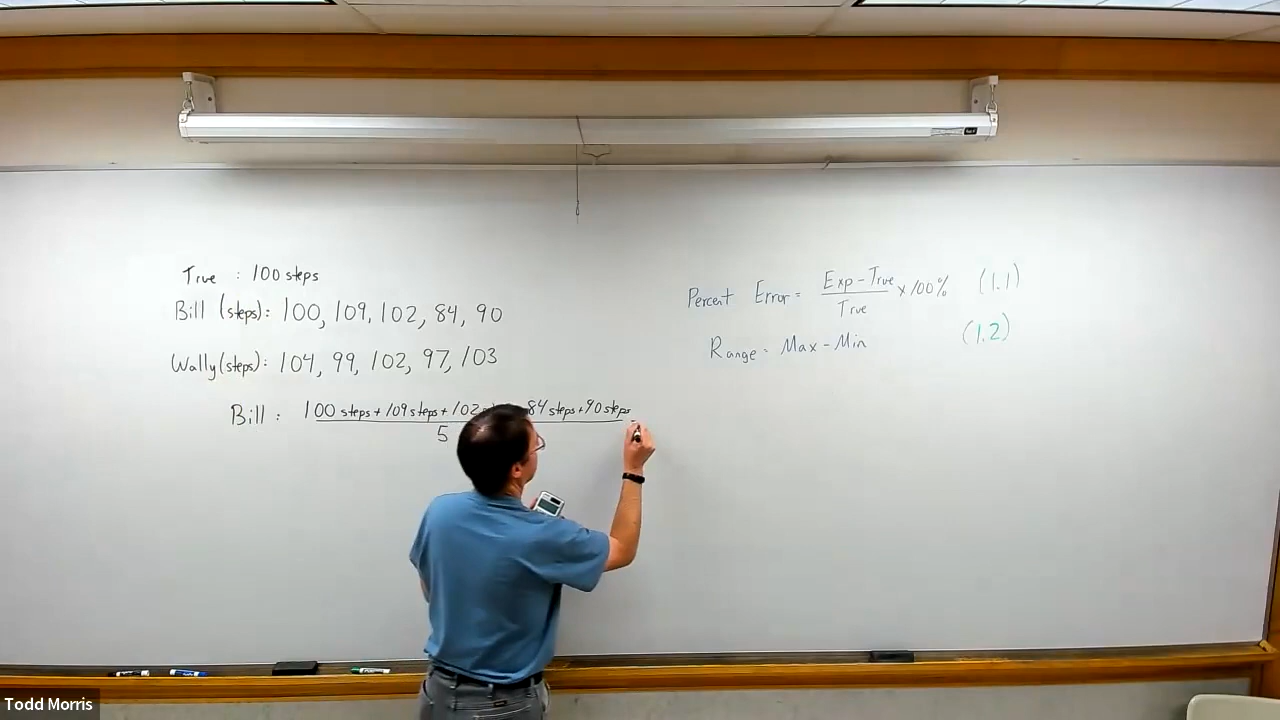 True : 100 steps
Bill (steps): 100, 109, 102, 84, 90
Wally (steps): 104, 99, 102, 97, 103
Bill : 100 steps + 109 steps + 102 84 steps + 90 steps
5
Percent Error = Exp - True / True x 100% (1.1)
Range = Max - Min (1.2)
Todd Morris